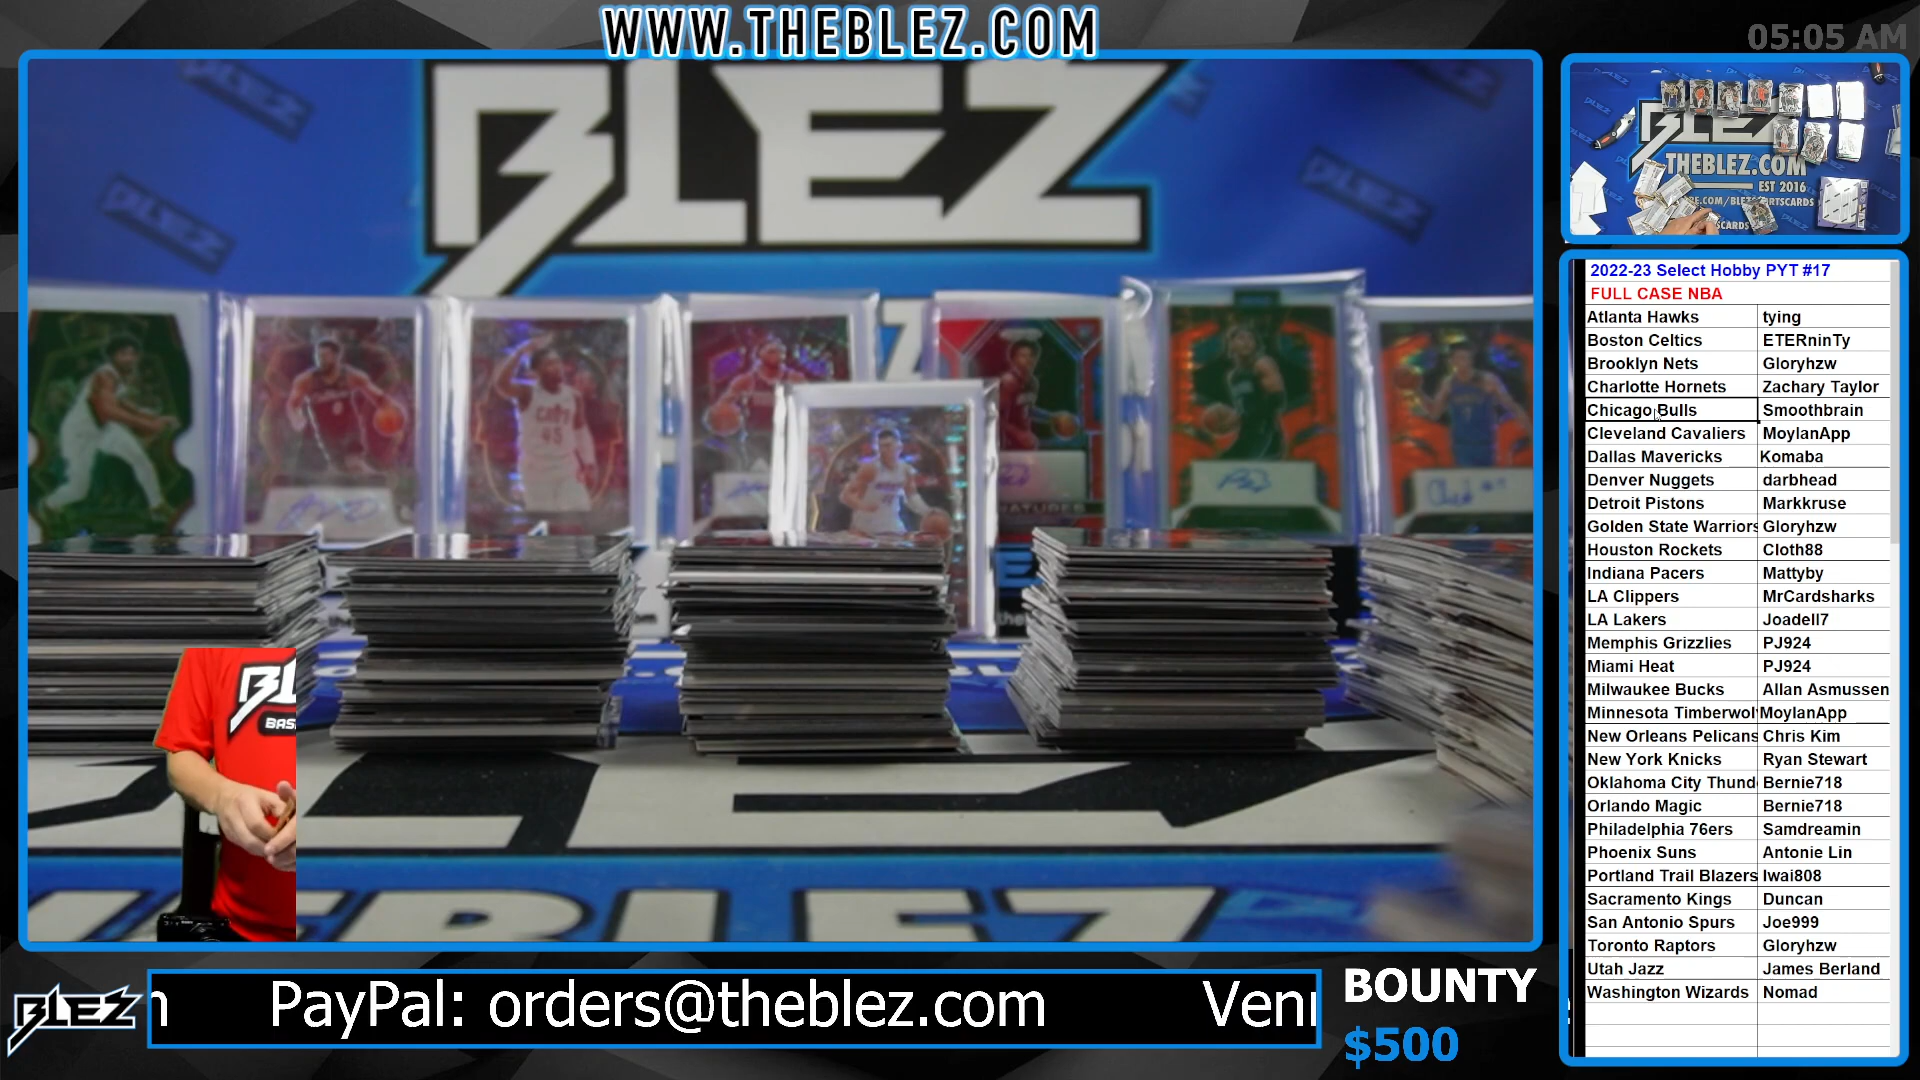 WWW.THEBLEZ.COM
05:05 AM
BLEZ
BLEZ
THEBLEZ.COM
EST 2016
2022-23 Select Hobby PYT #17
FULL CASE NBA
Atlanta Hawks tying
Boston Celtics ETERninTy
Brooklyn Nets Gloryhzw
Charlotte Hornets Zachary Taylor
Chicago Bulls Smoothbrain
Cleveland Cavaliers MoylanApp
Dallas Mavericks Komaba
Denver Nuggets darbhead
Detroit Pistons Markkruse
Golden State Warriors Gloryhzw
Houston Rockets Cloth88
Indiana Pacers Mattyby
LA Clippers MrCardsharks
LA Lakers Joadell7
Memphis Grizzlies PJ924
Miami Heat PJ924
Milwaukee Bucks Allan Asmussen
Minnesota Timberwol MoylanApp
New Orleans Pelicans Chris Kim
New York Knicks Ryan Stewart
Oklahoma City Thund Bernie718
Orlando Magic Bernie718
Philadelphia 76ers Samdreamin
Phoenix Suns Antonie Lin
Portland Trail Blazers Iwai808
Sacramento Kings Duncan
San Antonio Spurs Joe999
Toronto Raptors Gloryhzw
Utah Jazz James Berland
Washington Wizards Nomad
BLEZ
PayPal: orders@theblez.com
BOUNTY
$500